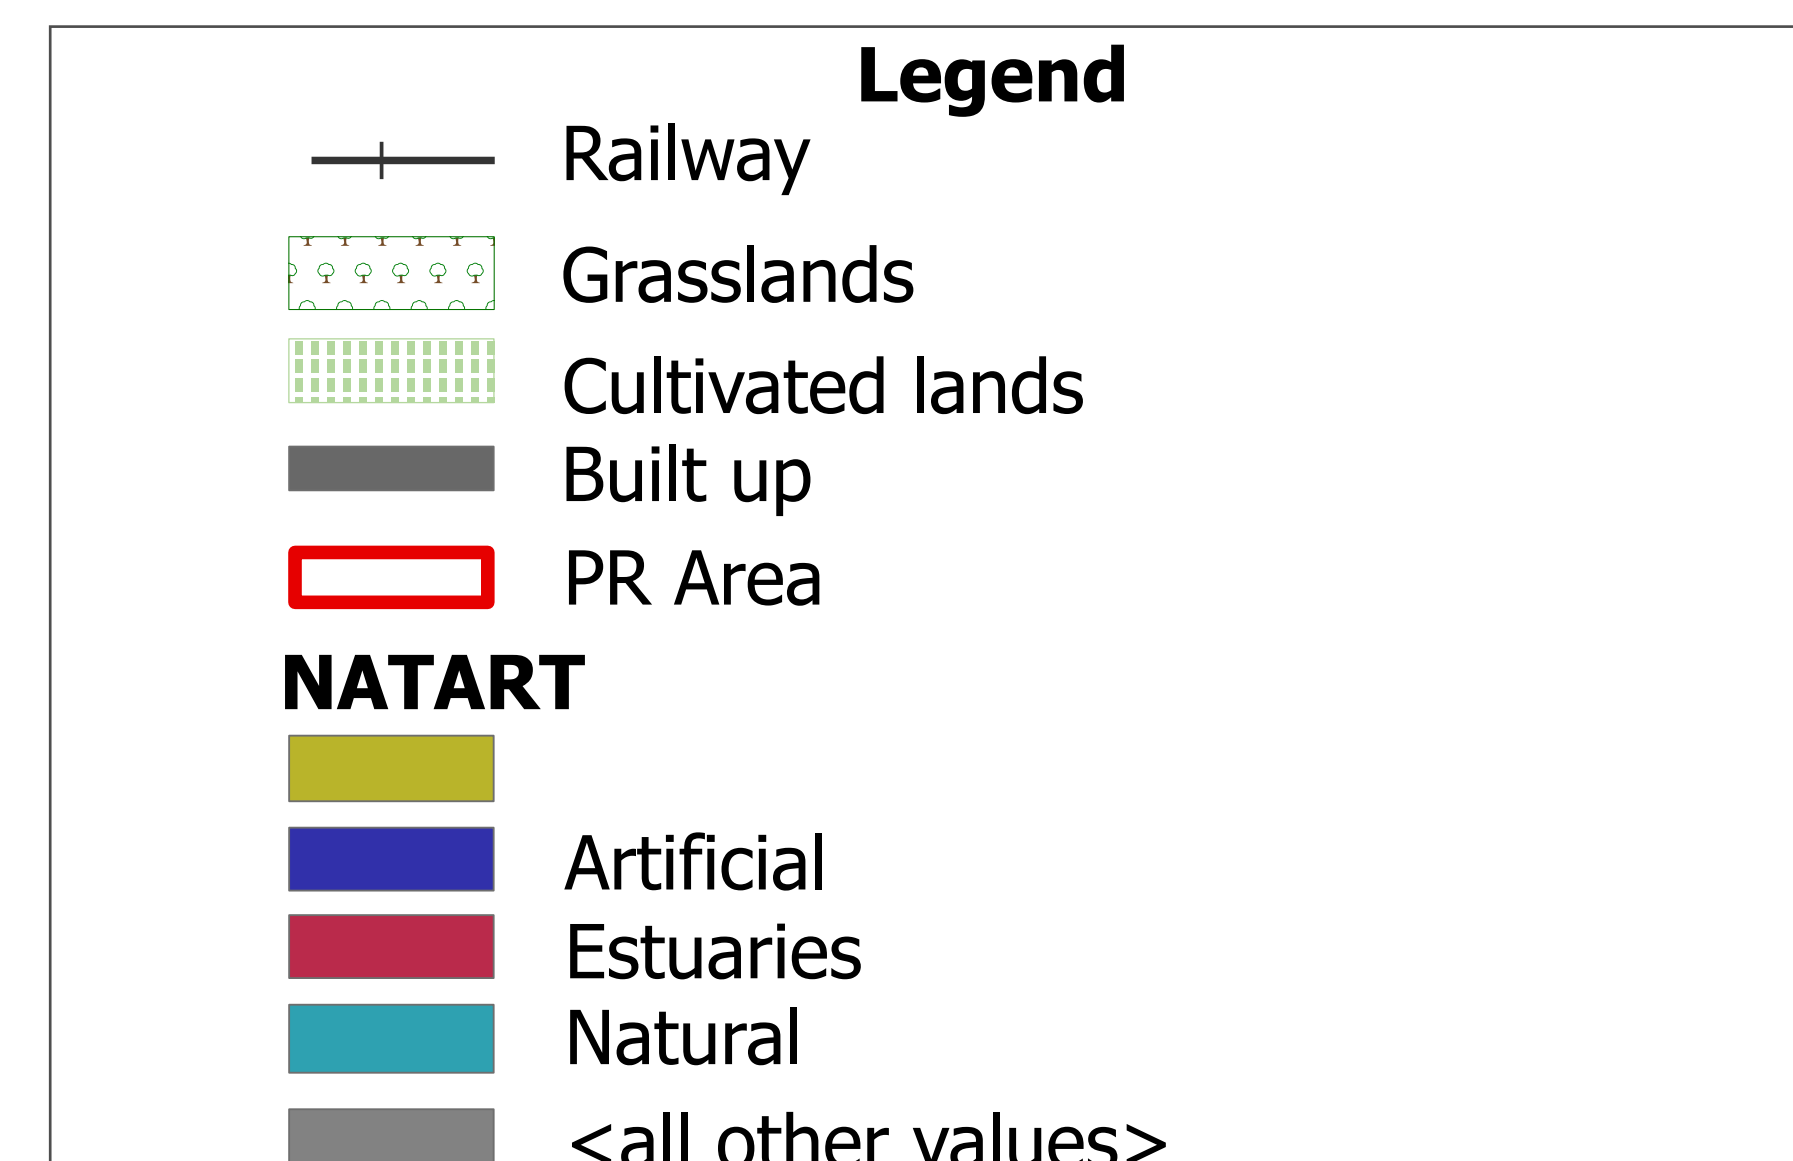 Legend
Railway
Grasslands
Cultivated lands
Built up
PR Area
NATART
Artificial
Estuaries
Natural
<all other values>